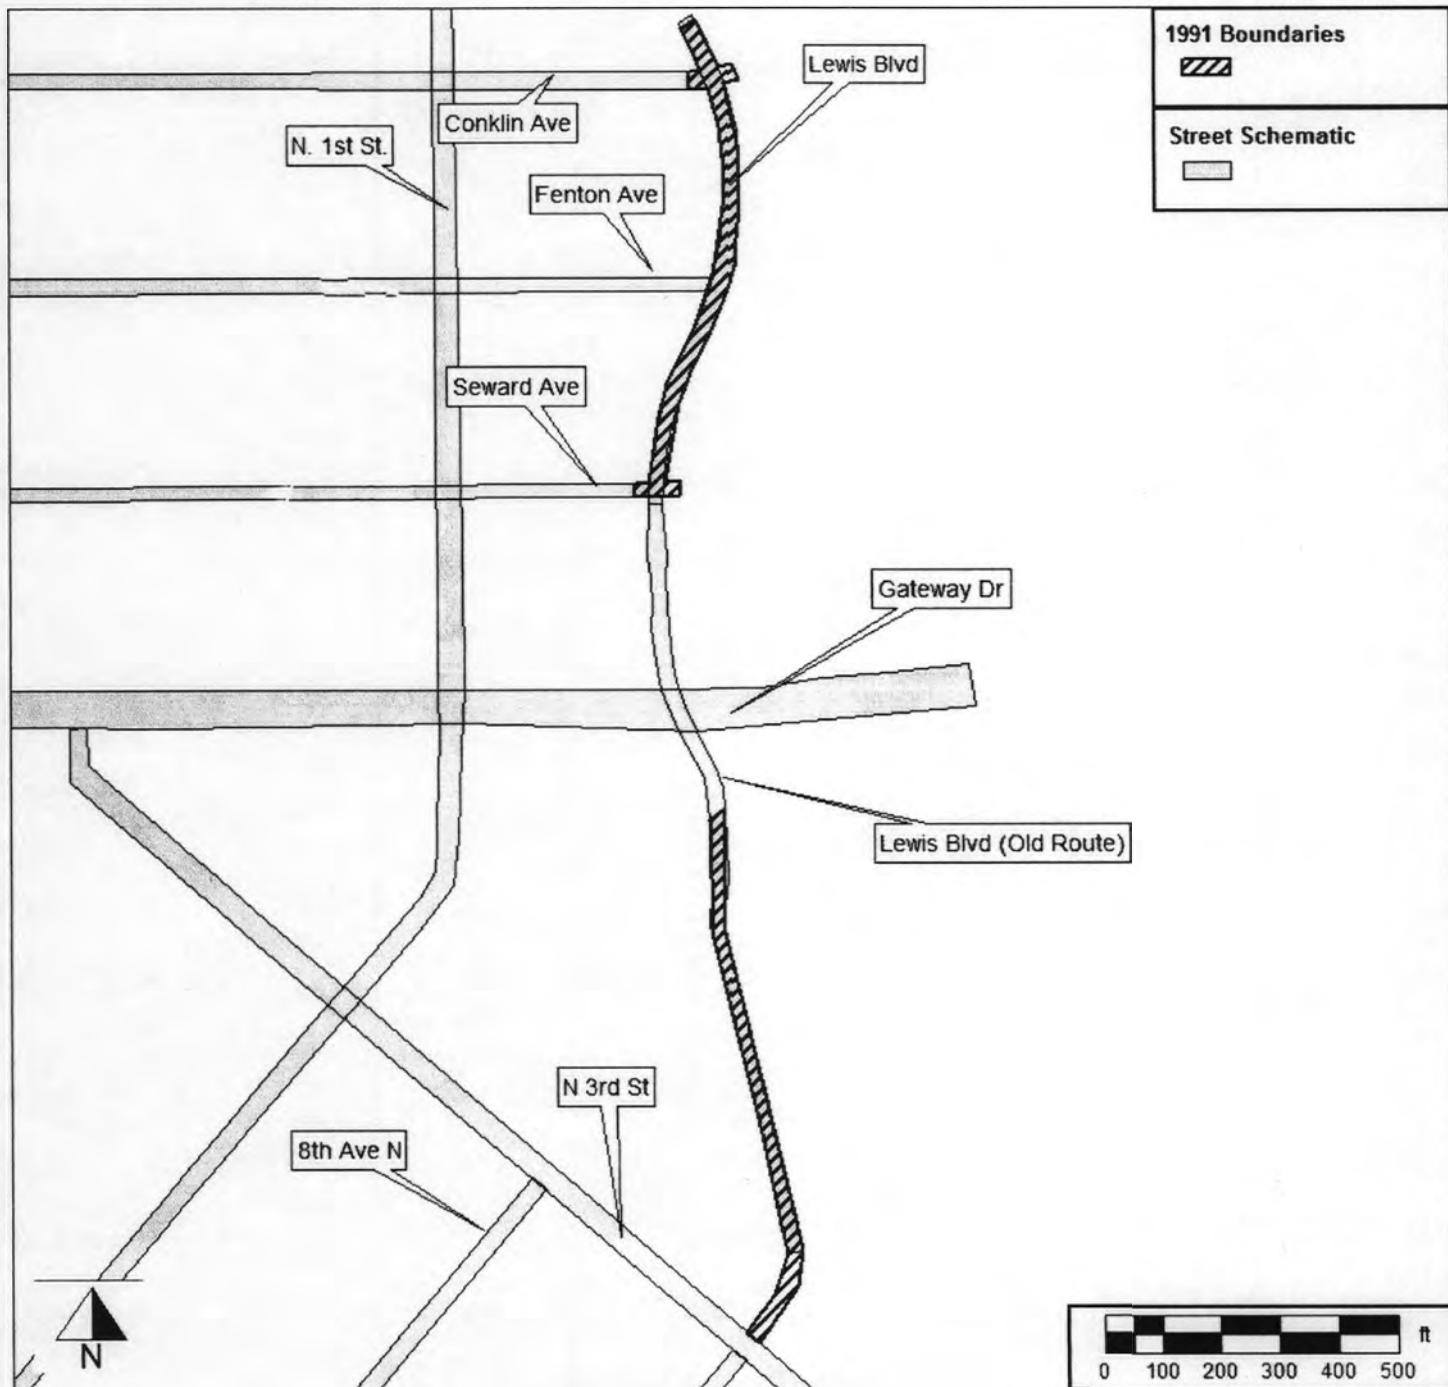 1991 Boundaries
Street Schematic
Lewis Blvd
Conklin Ave
N. 1st St.
Fenton Ave
Seward Ave
Gateway Dr
Lewis Blvd (Old Route)
N 3rd St
8th Ave N
N
ft
0 100 200 300 400 500